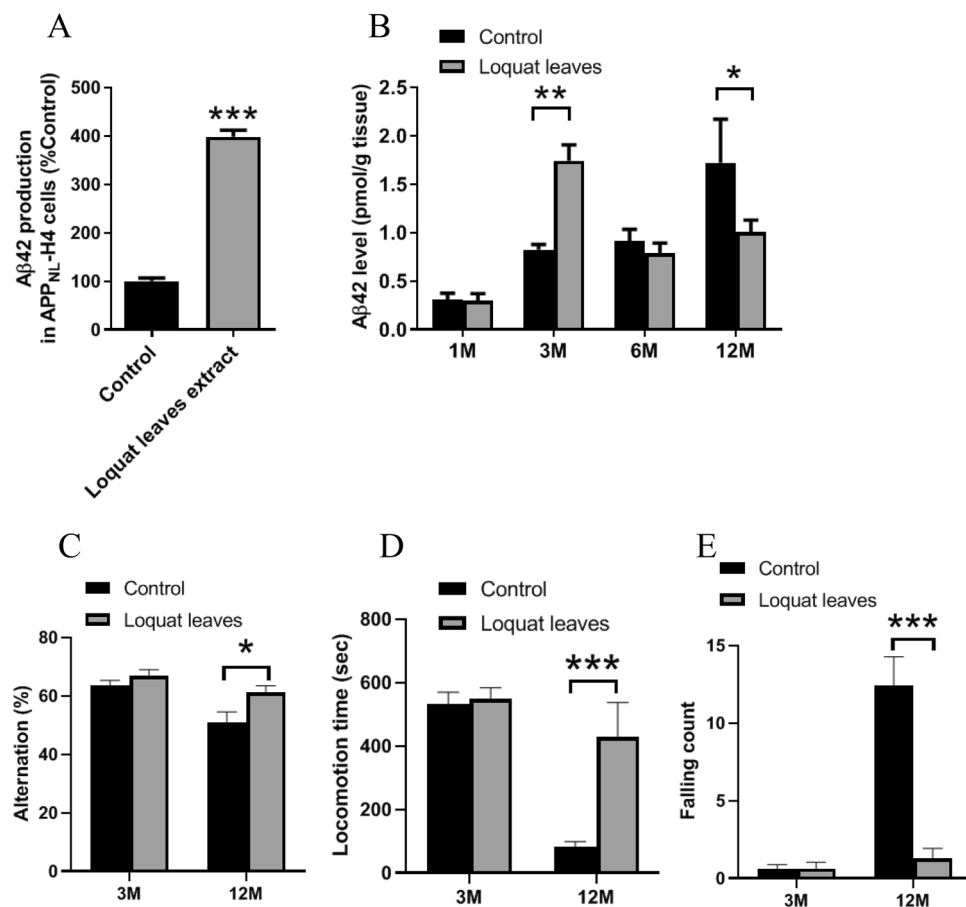 A
Aβ42 production
in APPNL-H4 cells (%Control)
500
400
300
200
100
0
***
Control
Loquat leaves extract
B
Control
Loquat leaves
Aβ42 level (pmol/g tissue)
2.5
2.0
1.5
1.0
0.5
0.0
**
*
1M 3M 6M 12M
C
Control
Loquat leaves
Alternation (%)
80
60
40
20
0
*
3M 12M
D
Control
Loquat leaves
Locomotion time (sec)
800
600
400
200
0
***
3M 12M
E
Control
Loquat leaves
Falling count
15
10
5
0
***
3M 12M